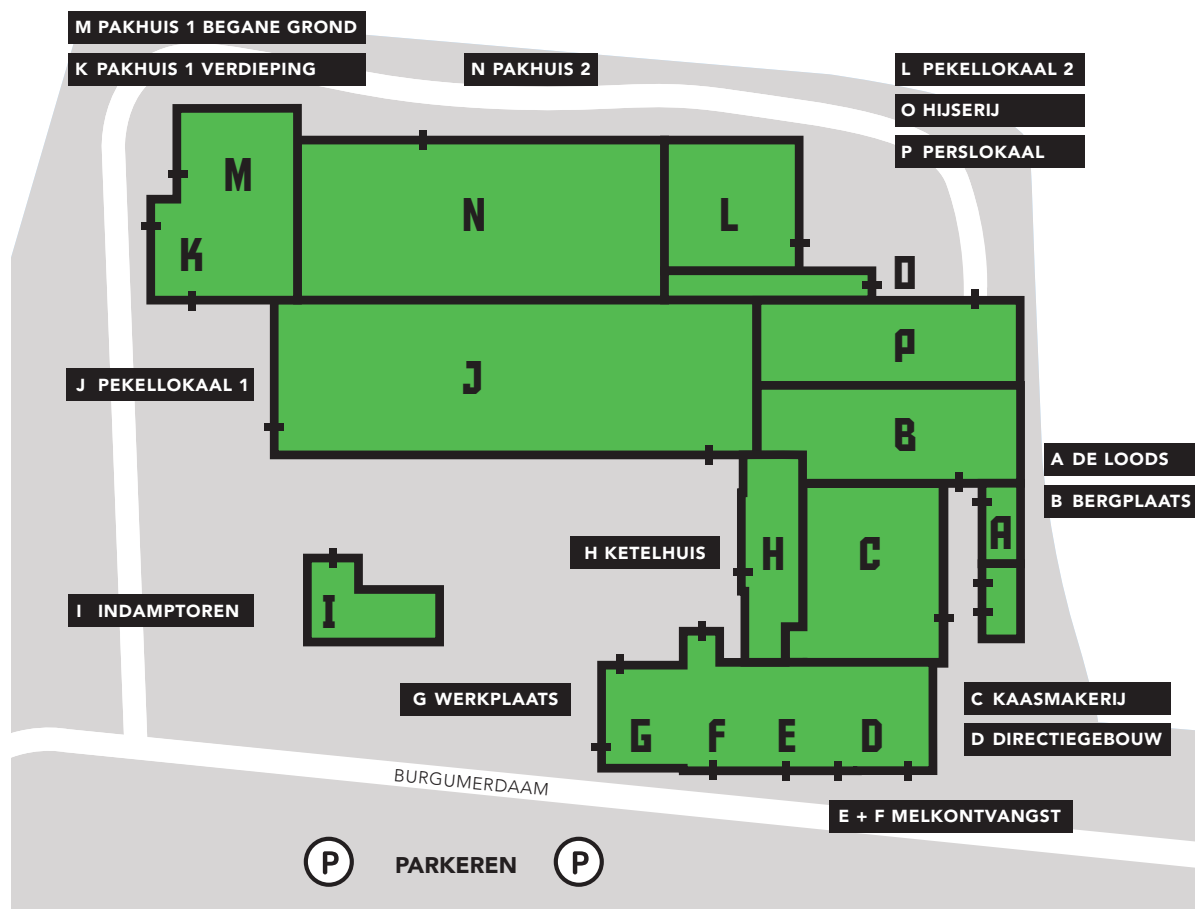 M PAKHUIS 1 BEGANE GROND
K PAKHUIS 1 VERDIEPING
N PAKHUIS 2
L PEKELLOKAAL 2
O HIJSERIJ
P PERSLOKAAL
M
N
L
K
O
P
J
J PEKELLOKAAL 1
B
A DE LOODS
B BERGPLAATS
H KETELHUIS
H
C
A
I INDAMPTOREN
I
G WERKPLAATS
C KAASMAKERIJ
D DIRECTIEGEBOUW
G
F
E
D
BURGUMERDAAM
E + F MELKONTVANGST
P PARKEREN P